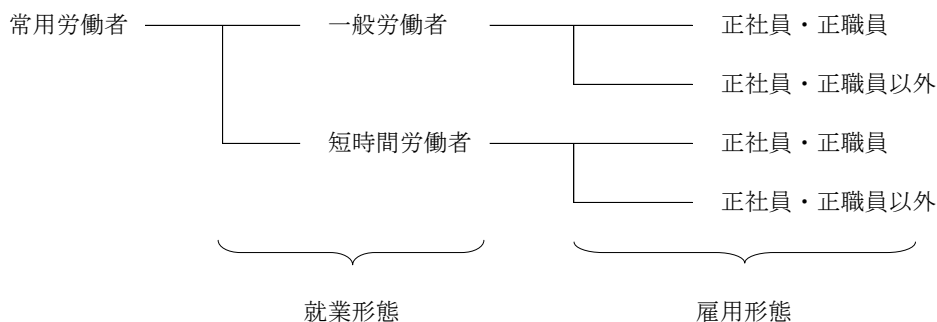 常用労働者 一般労働者 正社員・正職員
正社員・正職員以外
短時間労働者 正社員・正職員
正社員・正職員以外
就業形態 雇用形態